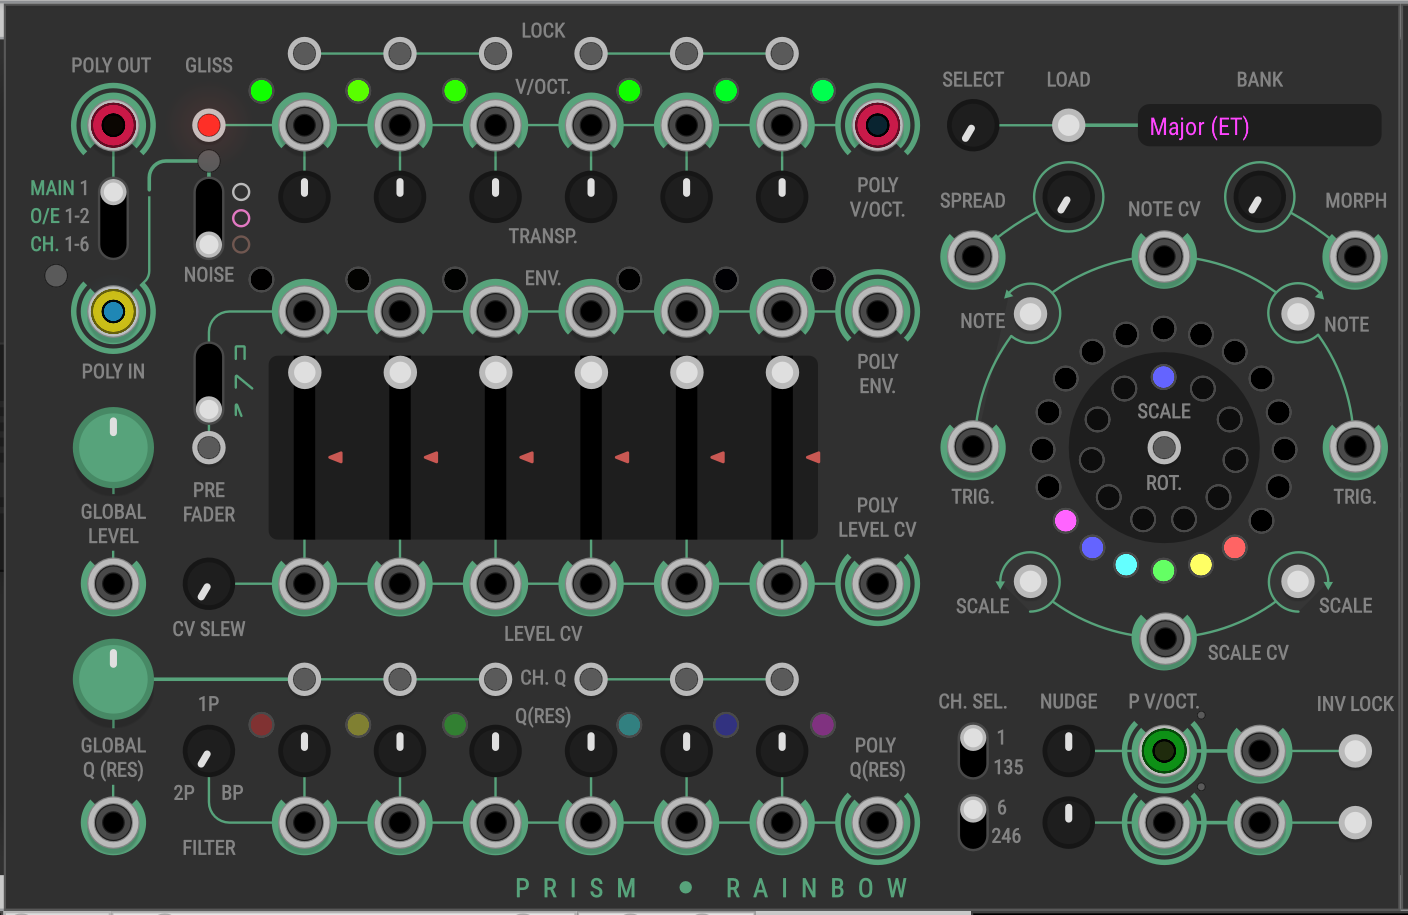 LOCK
POLY OUT
GLISS
V/OCT.
SELECT
LOAD
BANK
Major (ET)
MAIN 1
O/E 1-2
CH. 1-6
NOISE
TRANSP.
POLY
V/OCT.
SPREAD
NOTE CV
MORPH
ENV.
NOTE
NOTE
POLY IN
POLY
ENV.
SCALE
ROT.
PRE
FADER
GLOBAL
LEVEL
POLY
LEVEL CV
TRIG.
TRIG.
CV SLEW
LEVEL CV
SCALE
SCALE
SCALE CV
CH. Q
1P
Q(RES)
GLOBAL
Q (RES)
2P
BP
FILTER
POLY
Q(RES)
CH. SEL.
NUDGE
P V/OCT.
INV LOCK
1
135
6
246
PRISM • RAINBOW